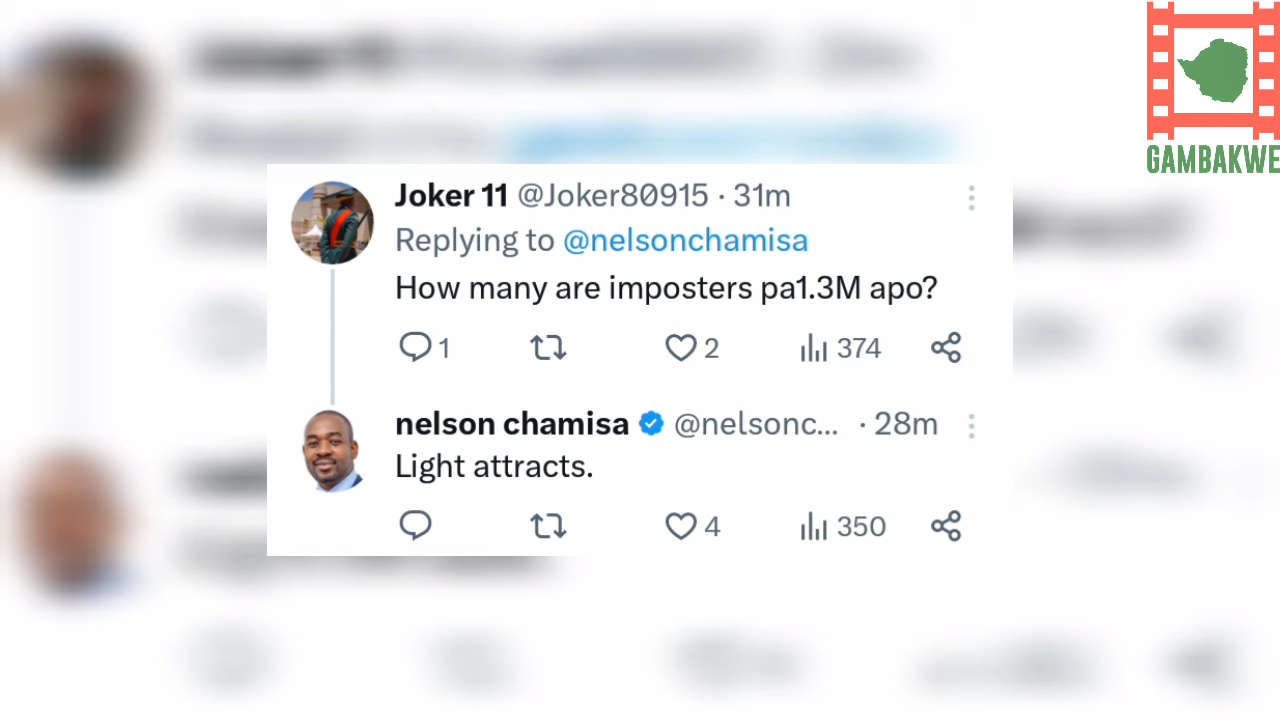 GAMBAKWE
Joker 11 @Joker80915 · 31m
Replying to @nelsonchamisa
How many are imposters pa1.3M apo?
1 2 374
nelson chamisa @nelsonc... · 28m
Light attracts.
4 350